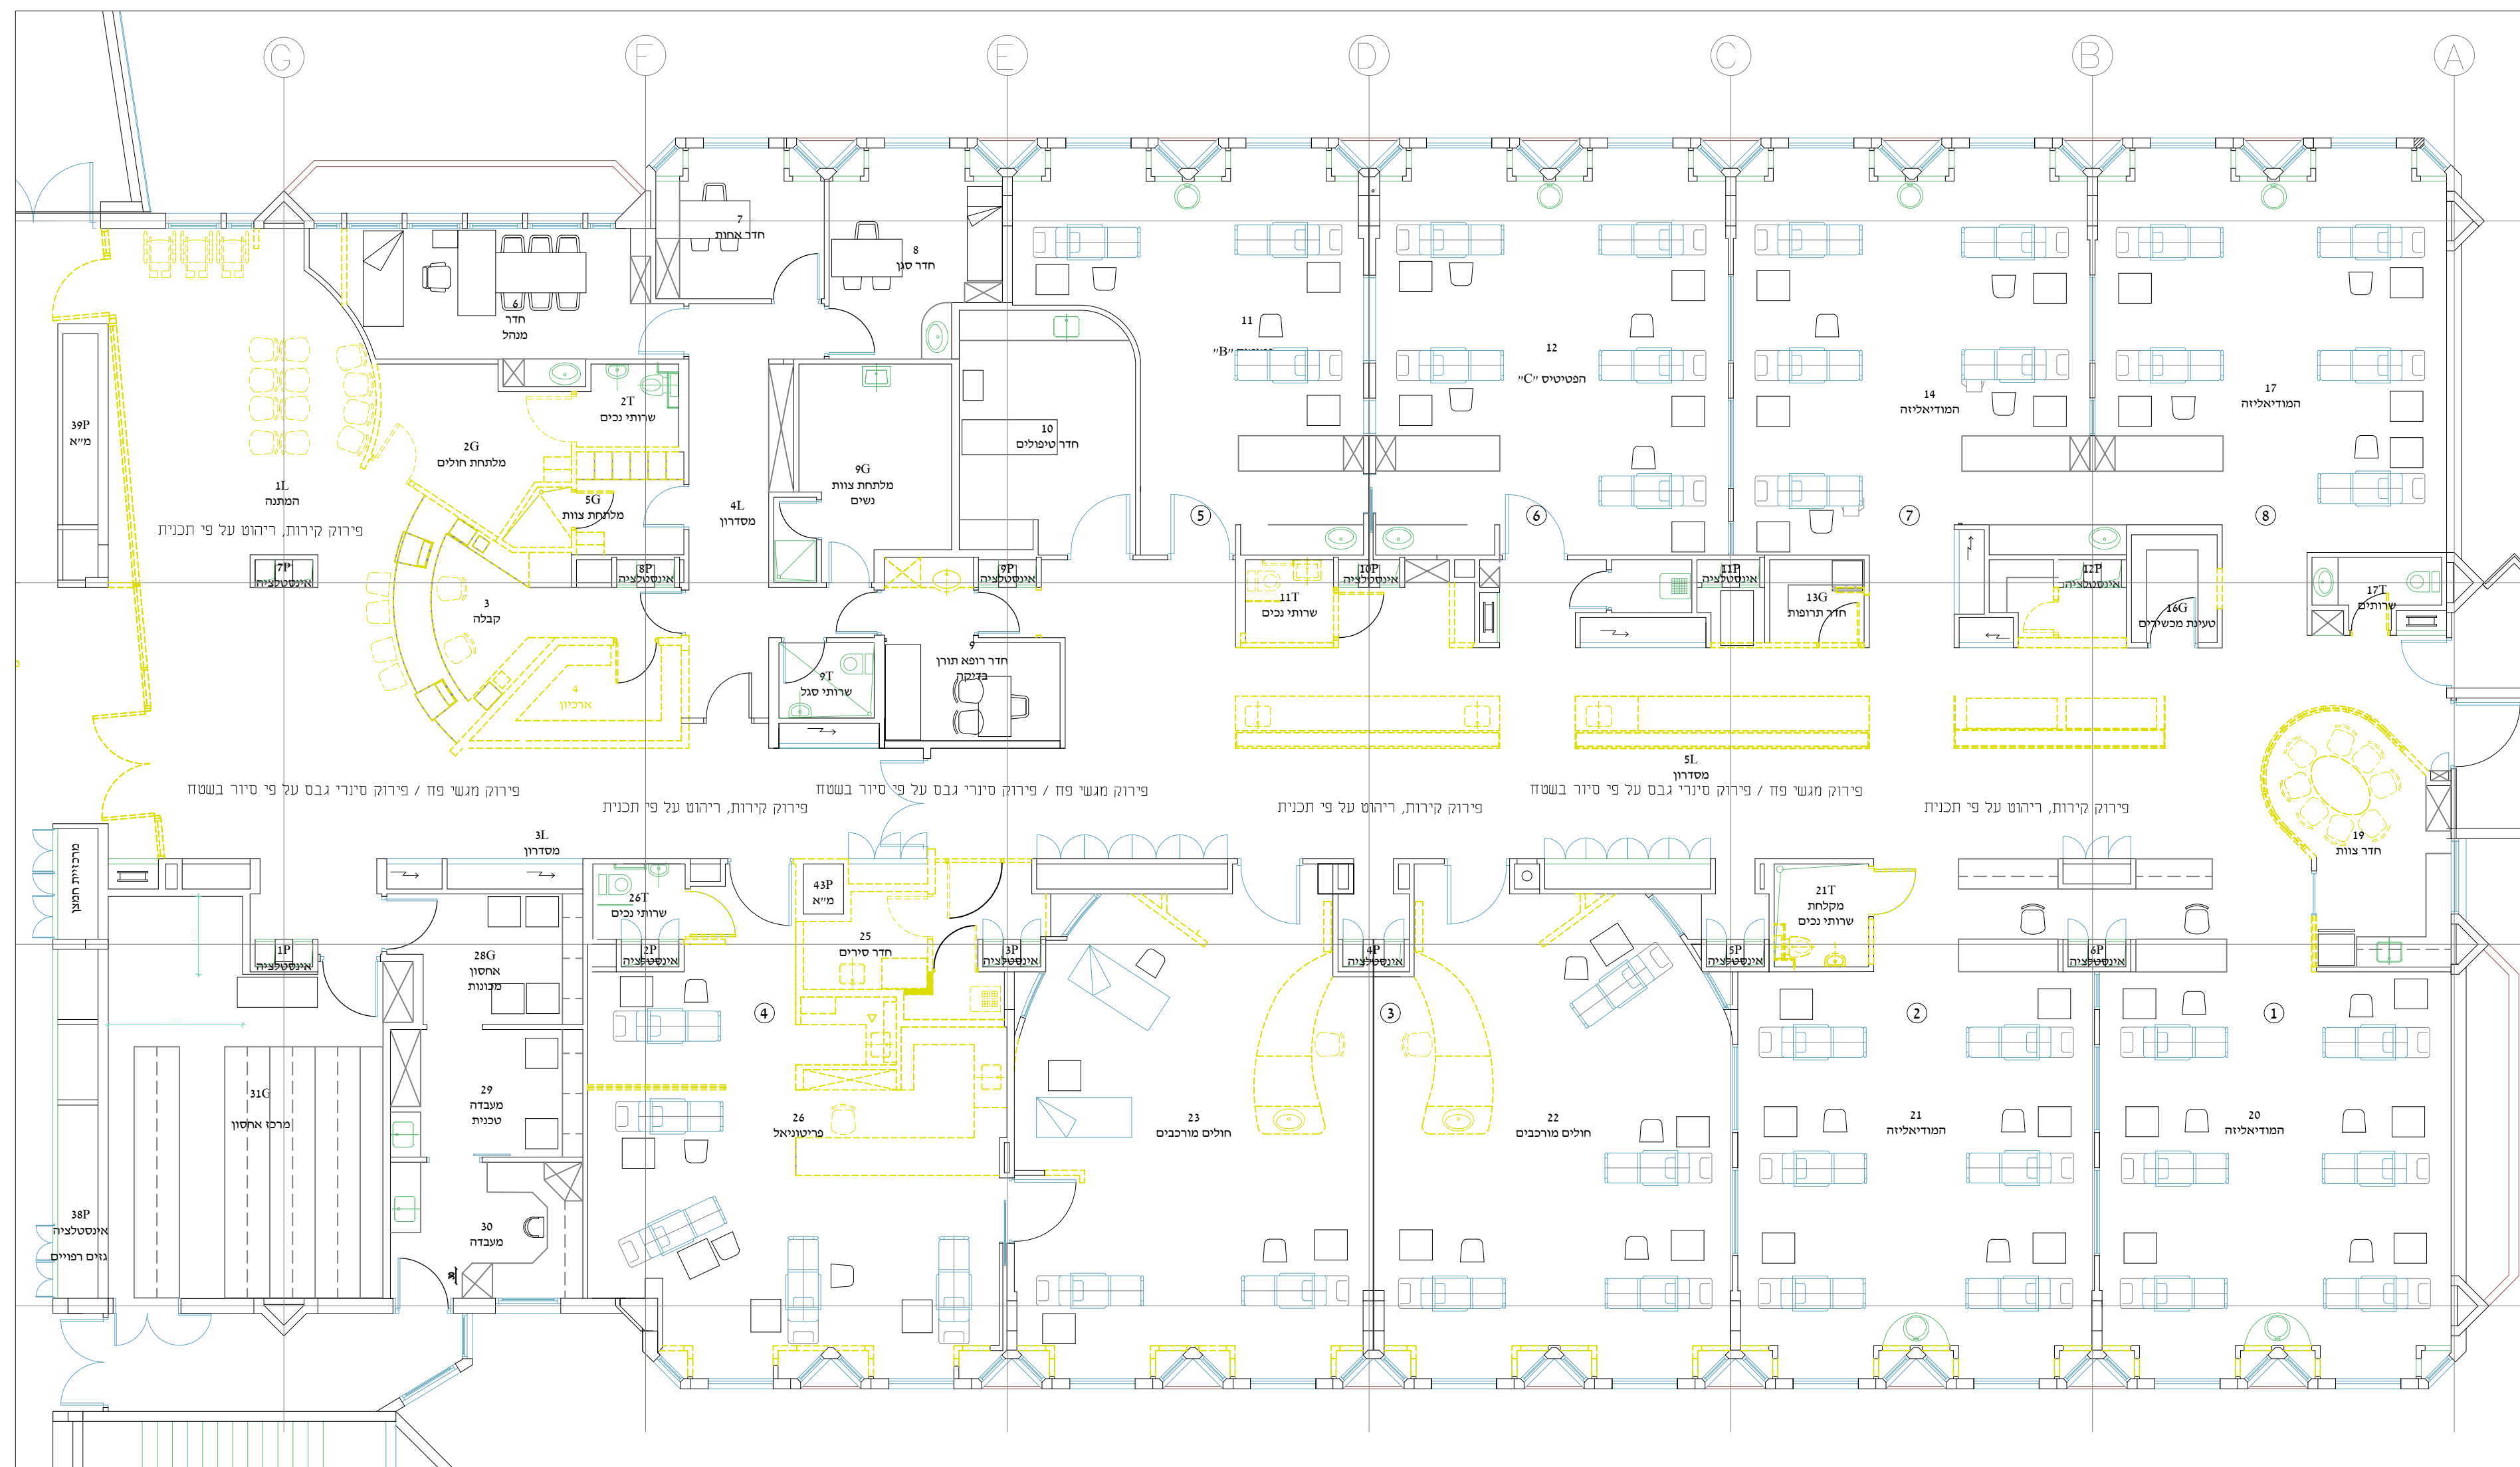 G
F
E
D
C
B
A
7
חדר אחות
8
חדר סגן
6
חדר
מנהל
11
"B"
12
הפטיטיס "C"
14
המודיאליזה
17
המודיאליזה
39P
מ"א
2T
שרותי נכים
2G
מלתחת חולים
10
חדר טיפולים
9G
מלתחת צוות
נשים
1L
המתנה
5G
מלתחת צוות
4L
מסדרון
5
6
7
8
פירוק קירות, ריהוט על פי תכנית
7P
אינסטלציה
8P
אינסטלציה
9P
אינסטלציה
10P
אינסטלציה
11P
אינסטלציה
12P
אינסטלציה
3
קבלה
11T
שרותי נכים
13G
חדר תרופות
16G
טעינת מכשירים
17T
שרותים
9
חדר רופא תורן
בדיקה
9T
שרותי סגל
4
ארכיון
5L
מסדרון
פירוק מגשי פח / פירוק סינרי גבס על פי סיור בשטח
פירוק מגשי פח / פירוק סינרי גבס על פי סיור בשטח
פירוק מגשי פח / פירוק סינרי גבס על פי סיור בשטח
פירוק קירות, ריהוט על פי תכנית
פירוק קירות, ריהוט על פי תכנית
פירוק קירות, ריהוט על פי תכנית
3L
מסדרון
19
חדר צוות
מרכזיית חמצן
43P
מ"א
26T
שרותי נכים
21T
מקלחת
שרותי נכים
25
חדר סירים
1P
אינסטלציה
28G
אחסון
מכונות
2P
אינסטלציה
3P
אינסטלציה
4P
אינסטלציה
5P
אינסטלציה
6P
אינסטלציה
4
3
2
1
31G
מרכז אחסון
29
מעבדה
טכנית
26
פריטוניאל
23
חולים מורכבים
22
חולים מורכבים
21
המודיאליזה
20
המודיאליזה
38P
אינסטלציה
גזים רפויים
30
מעבדה
30